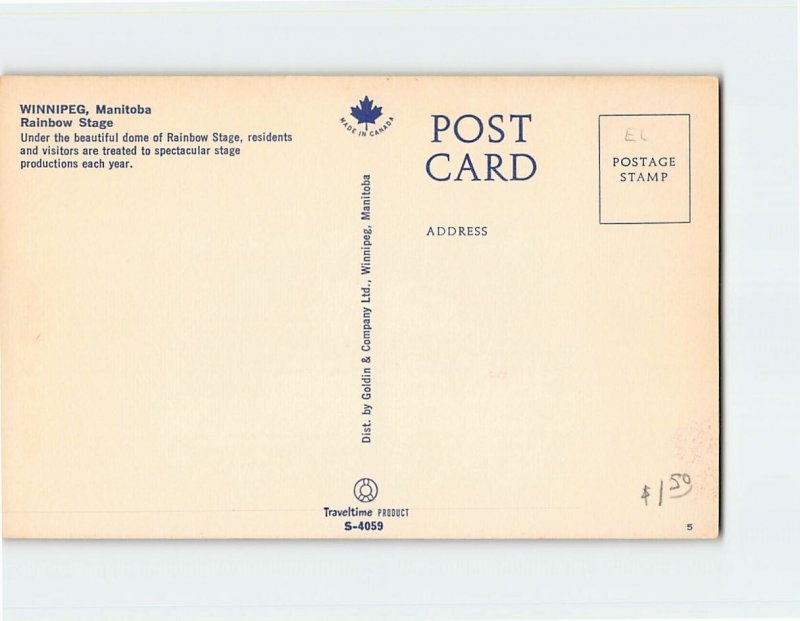 WINNIPEG, Manitoba
Rainbow Stage
Under the beautiful dome of Rainbow Stage, residents
and visitors are treated to spectacular stage
productions each year.
MADE IN CANADA
Dist. by Goldin & Company Ltd., Winnipeg, Manitoba
Traveltime PRODUCT
S-4059
POST
CARD
ADDRESS
EL
POSTAGE
STAMP
$1.50
5